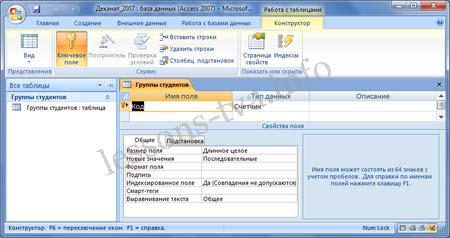 Деканат_2007 : база данных (Access 2007) - Microsof...
Работа с таблицами
Главная Создание Внешние данные Работа с базами данных Конструктор
Вид
Ключевое поле
Построитель
Проверка условий
Вставить строки
Удалить строки
Столбец подстановок
Страница свойств
Индексы
Представления Сервис Показать или скрыть
Все таблицы
Группы студентов
Группы студентов : таблица
Группы студентов
Имя поля Тип данных Описание
Код Счетчик
Свойства поля
Общие Подстановка
Размер поля Длинное целое
Новые значения Последовательные
Формат поля
Подпись
Индексированное поле Да (Совпадения не допускаются)
Смарт-теги
Выравнивание текста Общее
Имя поля может состоять из 64 знаков с учетом пробелов. Для справки по именам полей нажмите клавишу F1.
Конструктор. F6 = переключение окон. F1 = справка.
Num Lock
lessons-tva.info